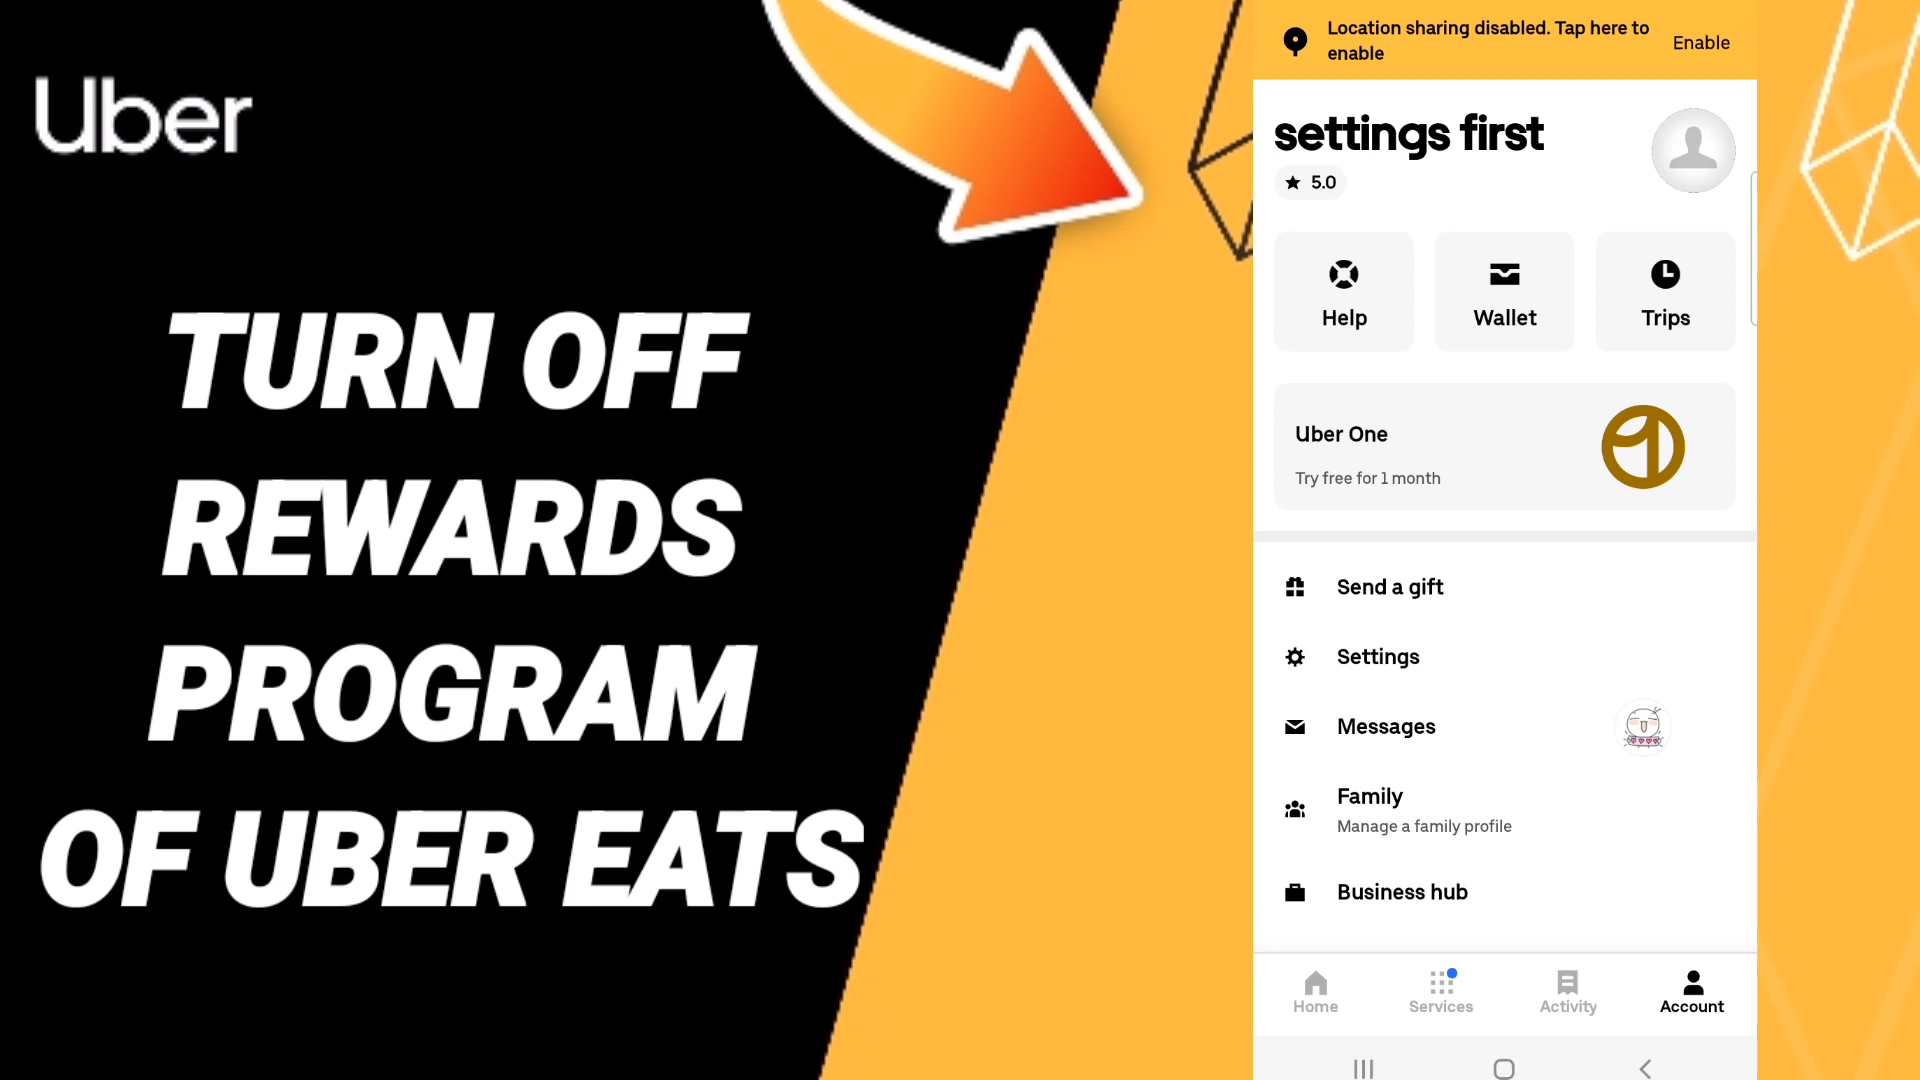 Uber
TURN OFF
REWARDS
PROGRAM
OF UBER EATS
Location sharing disabled. Tap here to
enable
Enable
settings first
5.0
Help
Wallet
Trips
Uber One
Try free for 1 month
Send a gift
Settings
Messages
Family
Manage a family profile
Business hub
Home
Services
Activity
Account